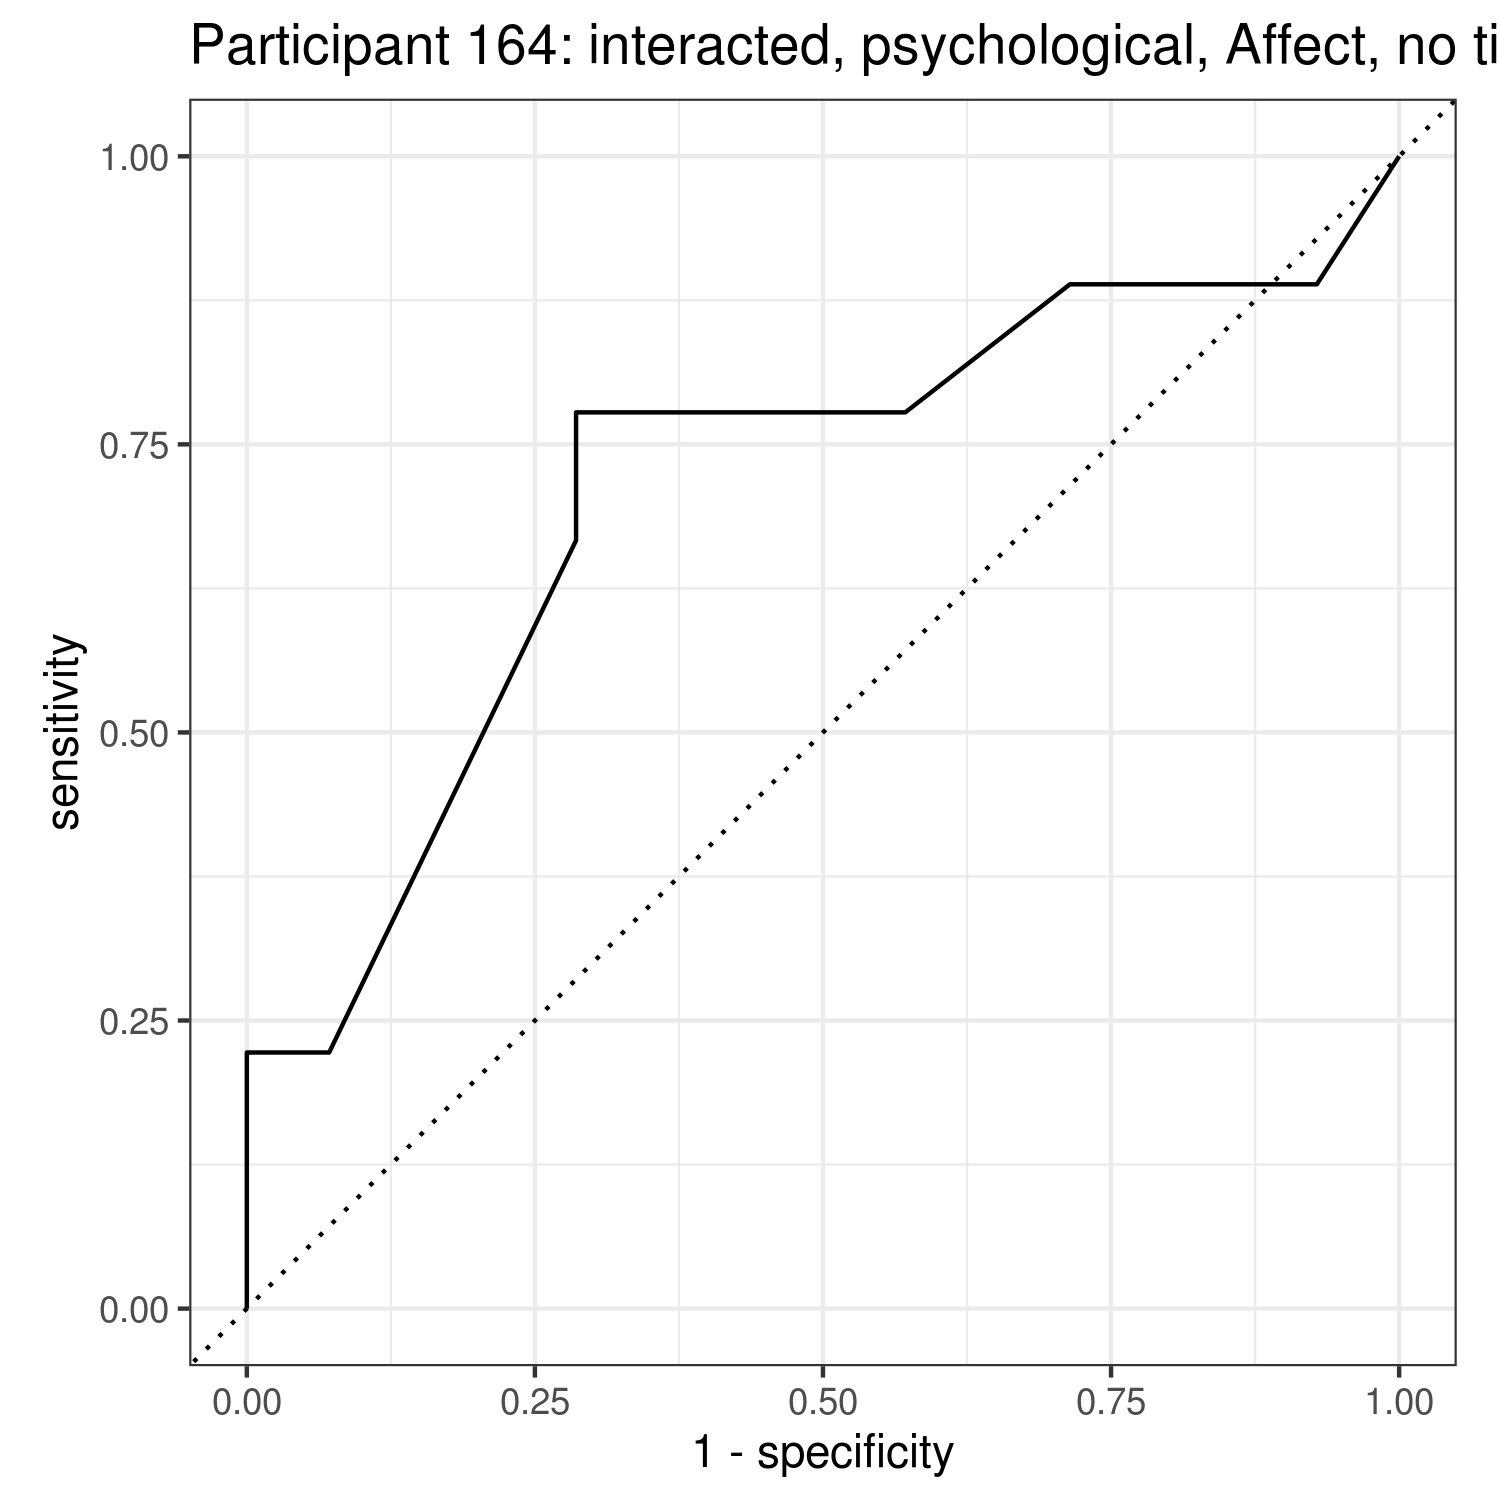 Participant 164: interacted, psychological, Affect, no ti
1.00
0.75
0.50
0.25
0.00
sensitivity
0.00 0.25 0.50 0.75 1.00
1 - specificity